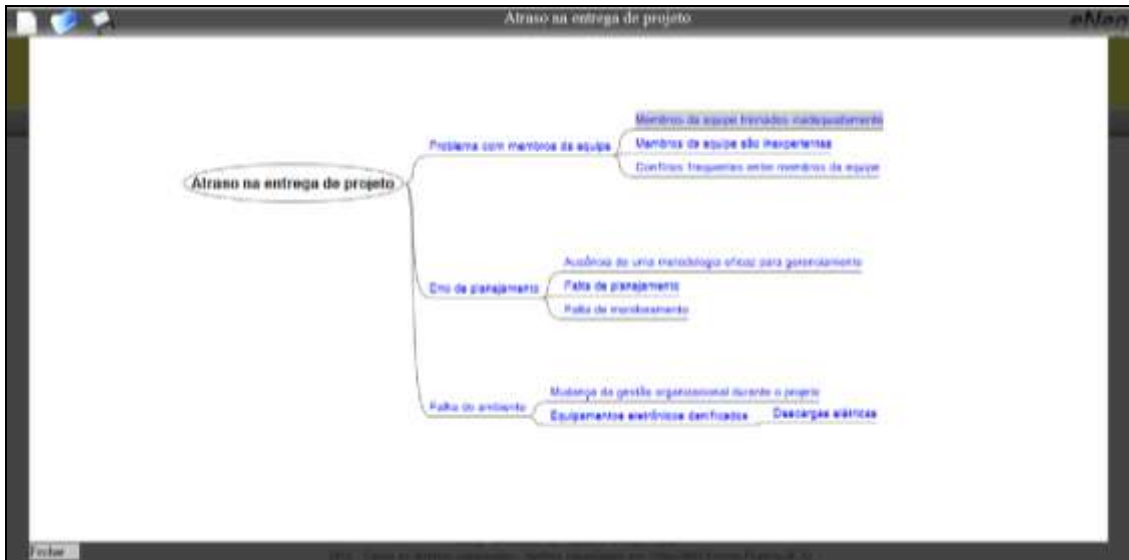 Atraso na entrega de projeto
eNen
Membros da equipe treinados inadequadamente
Problema com membros da equipe
Membros da equipe são inexperientes
Conflitos frequentes entre membros da equipe
Atraso na entrega de projeto
Ausência de uma metodologia eficaz para gerenciamento
Erro de planejamento
Falta de planejamento
Falta de monitoramento
Mudança da gestão organizacional durante o projeto
Falha do ambiente
Equipamentos eletrônicos danificados
Descargas elétricas
Fechar